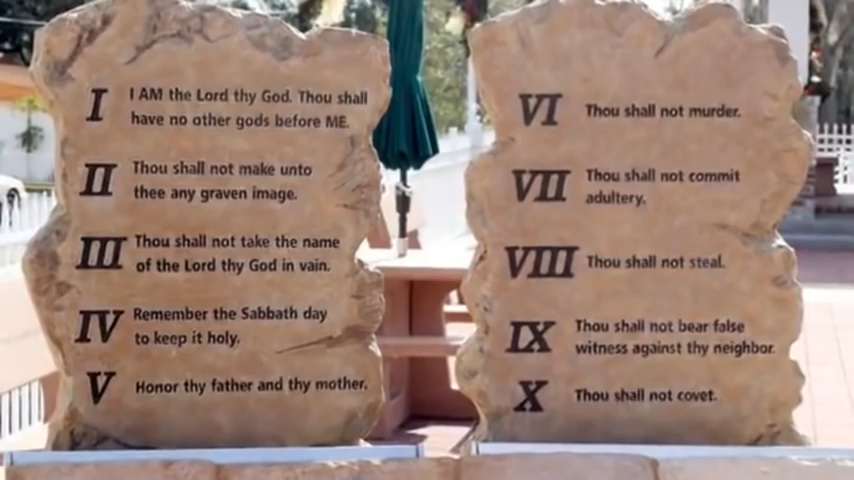 I I AM the Lord thy God. Thou shall
have no other gods before ME.
II Thou shall not make unto
thee any graven image.
III Thou shall not take the name
of the Lord thy God in vain.
IV Remember the Sabbath day
to keep it holy.
V Honor thy father and thy mother.
VI Thou shall not murder.
VII Thou shall not commit
adultery.
VIII Thou shall not steal.
IX Thou shall not bear false
witness against thy neighbor.
X Thou shall not covet.